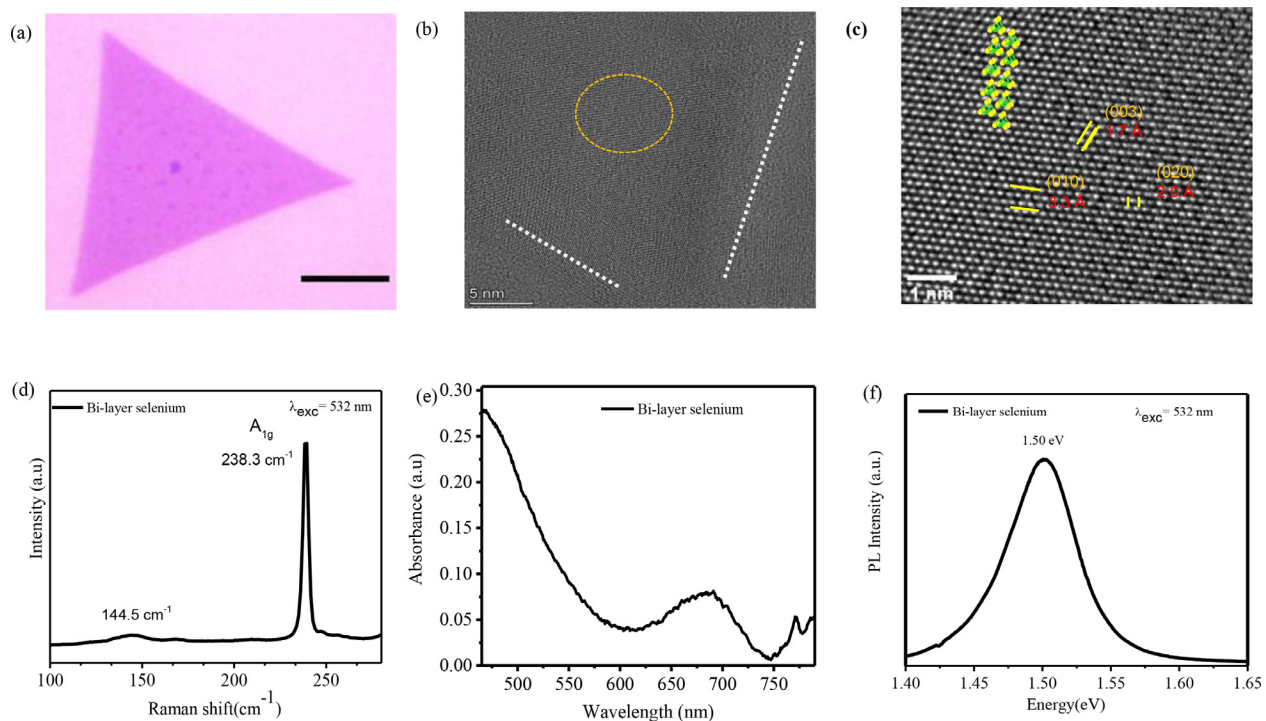 (a)
(b)
5 nm
(c)
(003)
1.7 Å
(010)
3.3 Å
(020)
2.0 Å
1 nm
(d)
Bi-layer selenium
λexc= 532 nm
A1g
238.3 cm-1
144.5 cm-1
Intensity (a.u)
100 150 200 250
Raman shift(cm-1)
(e)
Bi-layer selenium
0.30
0.25
0.20
0.15
0.10
0.05
0.00
Absorbance (a.u)
500 550 600 650 700 750
Wavelength (nm)
(f)
Bi-layer selenium
λexc= 532 nm
1.50 eV
PL Intensity (a.u.)
1.40 1.45 1.50 1.55 1.60 1.65
Energy(eV)